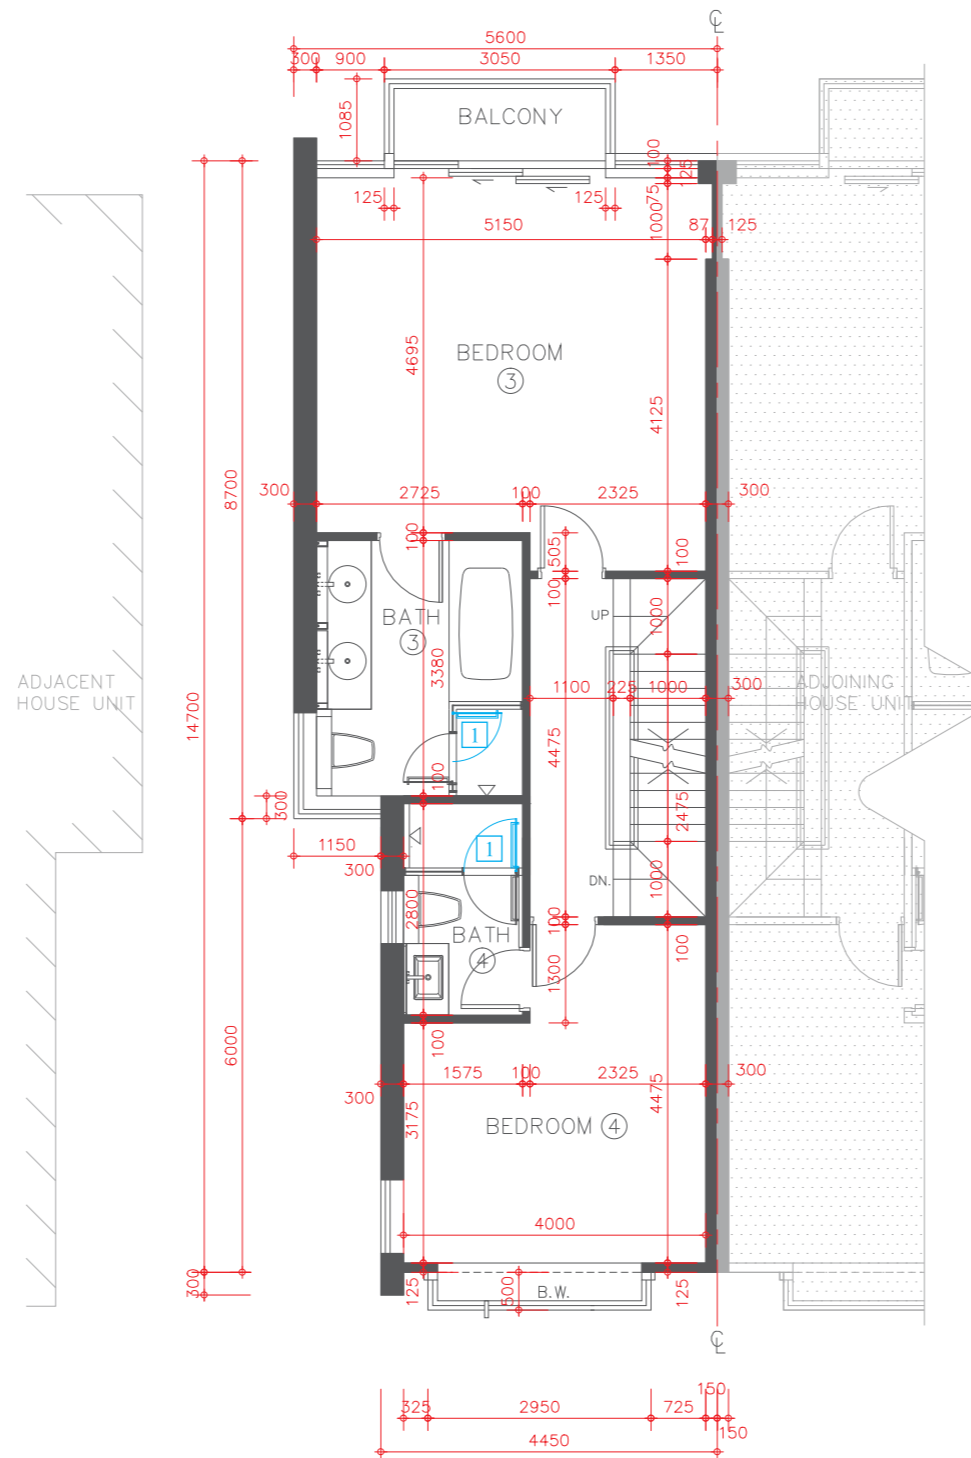 ℄
5600
300 900 3050 1350
1085
BALCONY
100
125
75
125 125
1000
5150 87 125
4695
BEDROOM
3
4125
8700
300 2725 100 2325 300
100 505 100
100
UP
1000
BATH
3
3380
ADJACENT
HOUSE UNIT
14700
1100 225 1000 300
ADJOINING
HOUSE UNIT
1
4475
100
300
2475
1150
300
1
DN.
1000
2800
100
BATH
4
100
1300
100
6000
1575 100 2325 300
300
3175
4475
BEDROOM 4
4000
300
125
500
B.W.
125
℄
325 2950 725 150
150
4450